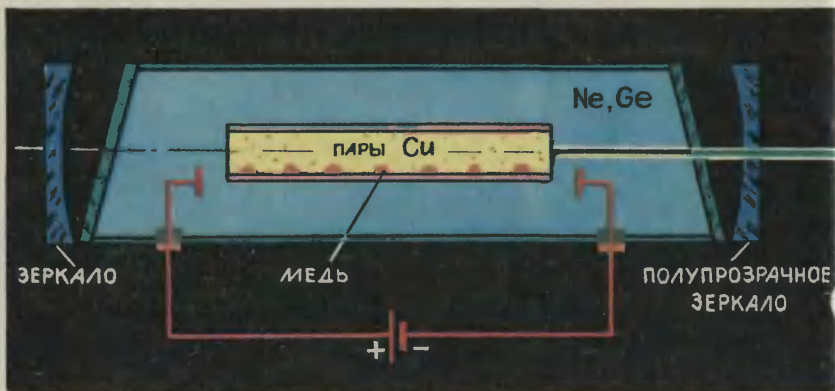 Ne, Ge
ПАРЫ Cu
ЗЕРКАЛО
МЕДЬ
ПОЛУПРОЗРАЧНОЕ
ЗЕРКАЛО
+ -